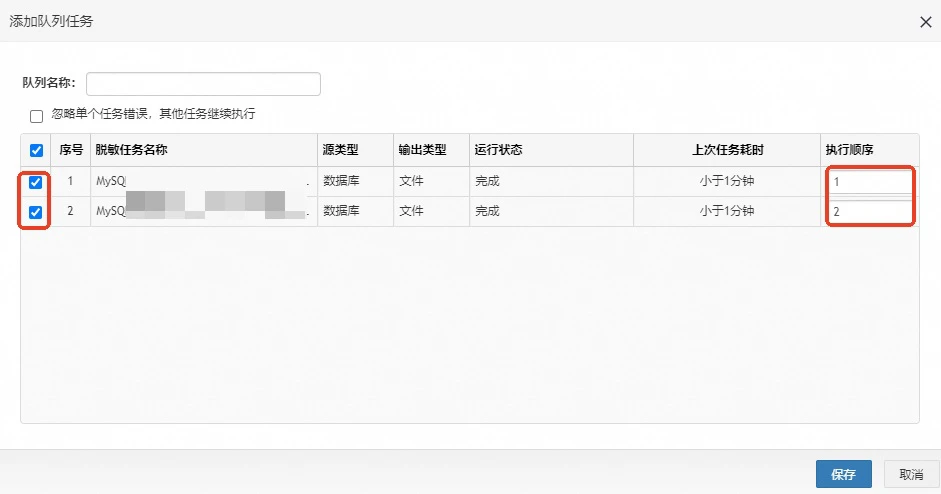 添加队列任务
队列名称：
忽略单个任务错误，其他任务继续执行
序号 脱敏任务名称 源类型 输出类型 运行状态 上次任务耗时 执行顺序
1 MySQL 数据库 文件 完成 小于1分钟 1
2 MySQ 数据库 文件 完成 小于1分钟 2
保存 取消